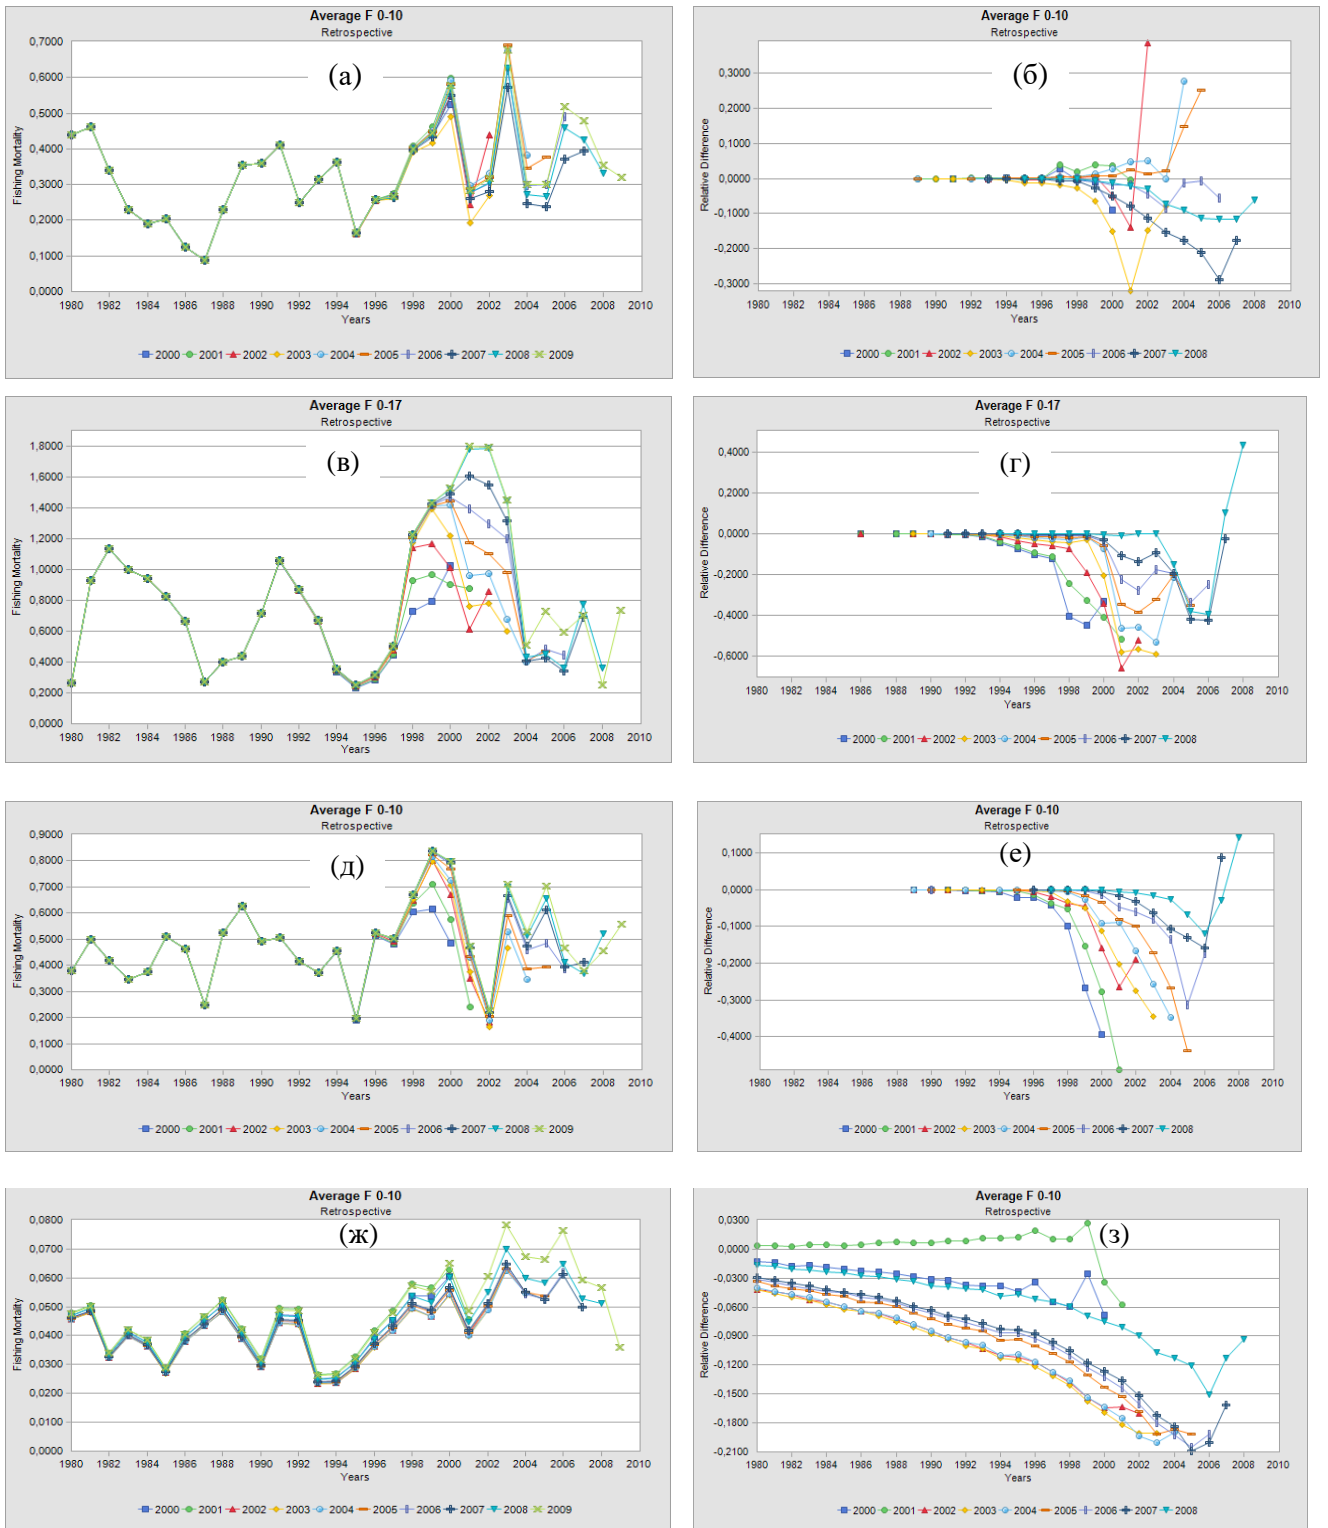 Average F 0-10
Retrospective
(а)
Fishing Mortality
0,7000
0,6000
0,5000
0,4000
0,3000
0,2000
0,1000
0,0000
1980 1982 1984 1986 1988 1990 1992 1994 1996 1998 2000 2002 2004 2006 2008 2010
Years
2000 2001 2002 2003 2004 2005 2006 2007 2008 2009
Average F 0-10
Retrospective
(б)
Relative Difference
0,3000
0,2000
0,1000
0,0000
-0,1000
-0,2000
-0,3000
1980 1982 1984 1986 1988 1990 1992 1994 1996 1998 2000 2002 2004 2006 2008 2010
Years
2000 2001 2002 2003 2004 2005 2006 2007 2008
Average F 0-17
Retrospective
(в)
Fishing Mortality
1,8000
1,6000
1,4000
1,2000
1,0000
0,8000
0,6000
0,4000
0,2000
0,0000
1980 1982 1984 1986 1988 1990 1992 1994 1996 1998 2000 2002 2004 2006 2008 2010
Years
2000 2001 2002 2003 2004 2005 2006 2007 2008 2009
Average F 0-17
Retrospective
(г)
Relative Difference
0,4000
0,2000
0,0000
-0,2000
-0,4000
-0,6000
1980 1982 1984 1986 1988 1990 1992 1994 1996 1998 2000 2002 2004 2006 2008 2010
Years
2000 2001 2002 2003 2004 2005 2006 2007 2008
Average F 0-10
Retrospective
(д)
Fishing Mortality
0,9000
0,8000
0,7000
0,6000
0,5000
0,4000
0,3000
0,2000
0,1000
0,0000
1980 1982 1984 1986 1988 1990 1992 1994 1996 1998 2000 2002 2004 2006 2008 2010
Years
2000 2001 2002 2003 2004 2005 2006 2007 2008 2009
Average F 0-10
Retrospective
(е)
Relative Difference
0,1000
0,0000
-0,1000
-0,2000
-0,3000
-0,4000
1980 1982 1984 1986 1988 1990 1992 1994 1996 1998 2000 2002 2004 2006 2008 2010
Years
2000 2001 2002 2003 2004 2005 2006 2007 2008
Average F 0-10
Retrospective
(ж)
Fishing Mortality
0,0800
0,0700
0,0600
0,0500
0,0400
0,0300
0,0200
0,0100
0,0000
1980 1982 1984 1986 1988 1990 1992 1994 1996 1998 2000 2002 2004 2006 2008 2010
Years
2000 2001 2002 2003 2004 2005 2006 2007 2008 2009
Average F 0-10
Retrospective
(з)
Relative Difference
0,0300
0,0000
-0,0300
-0,0600
-0,0900
-0,1200
-0,1500
-0,1800
-0,2100
1980 1982 1984 1986 1988 1990 1992 1994 1996 1998 2000 2002 2004 2006 2008 2010
Years
2000 2001 2002 2003 2004 2005 2006 2007 2008